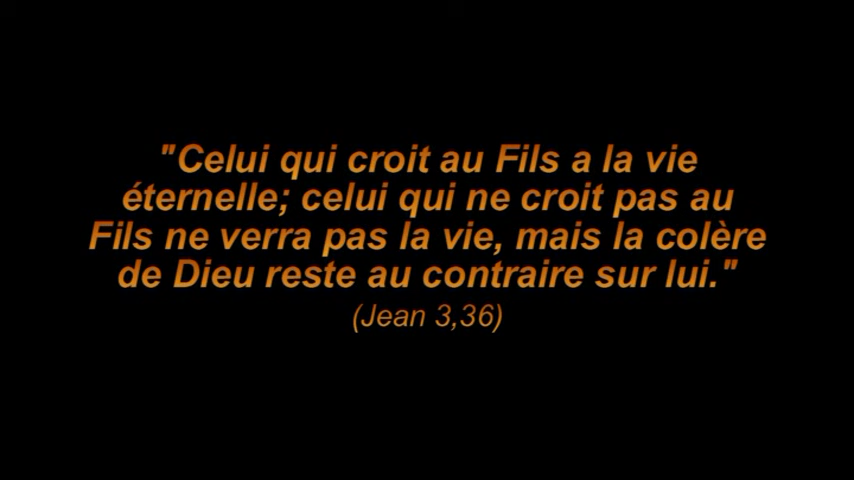 "Celui qui croit au Fils a la vie
éternelle; celui qui ne croit pas au
Fils ne verra pas la vie, mais la colère
de Dieu reste au contraire sur lui."
(Jean 3,36)